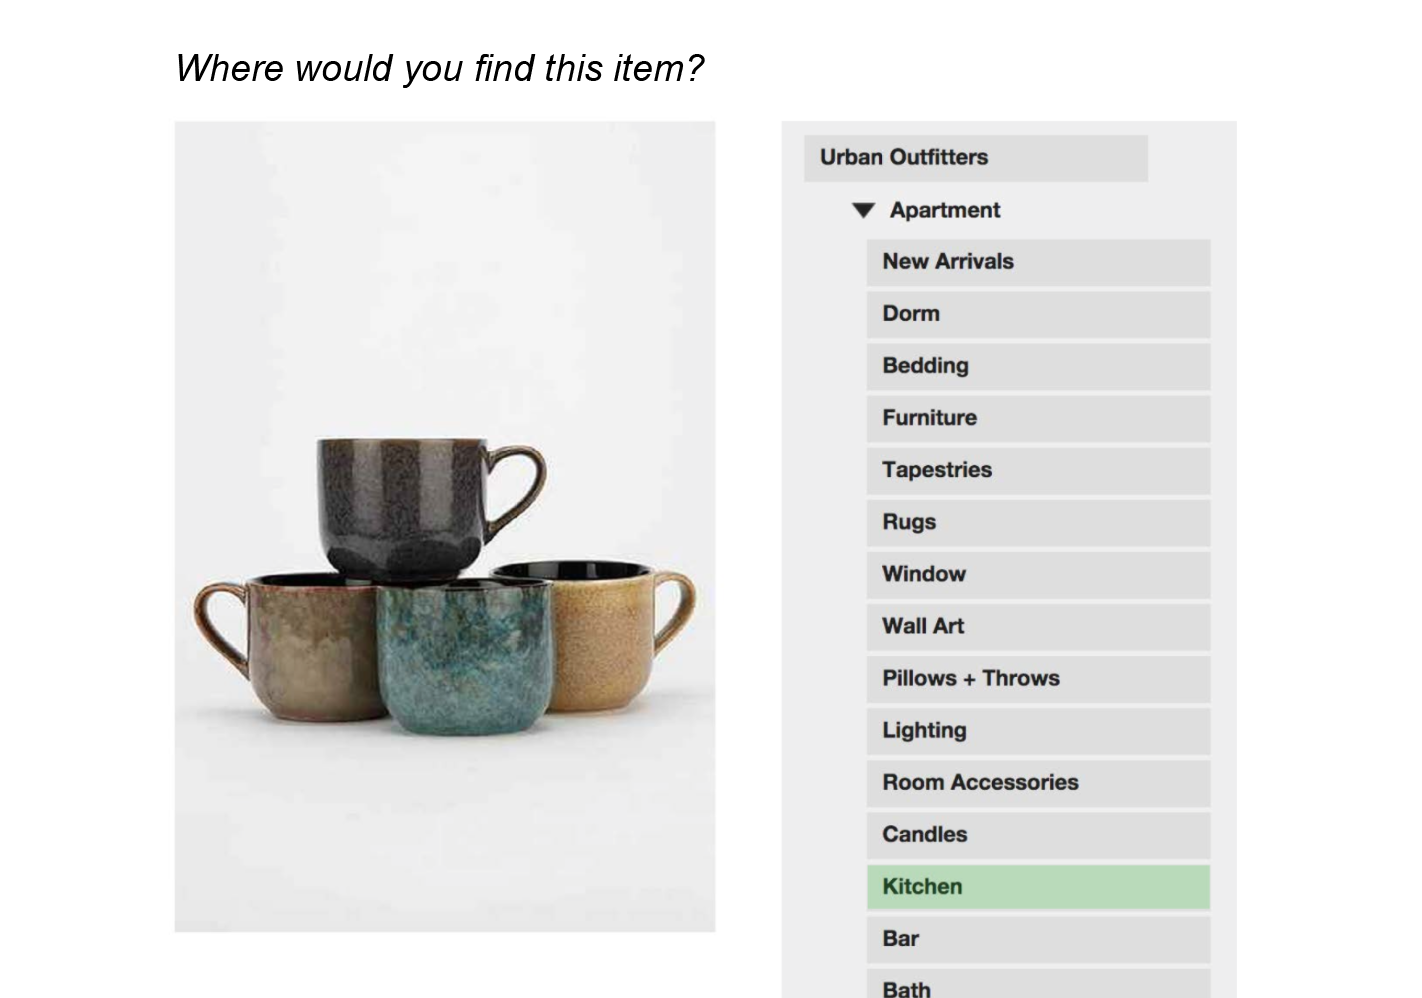 Where would you find this item?
Urban Outfitters
Apartment
New Arrivals
Dorm
Bedding
Furniture
Tapestries
Rugs
Window
Wall Art
Pillows + Throws
Lighting
Room Accessories
Candles
Kitchen
Bar
Bath